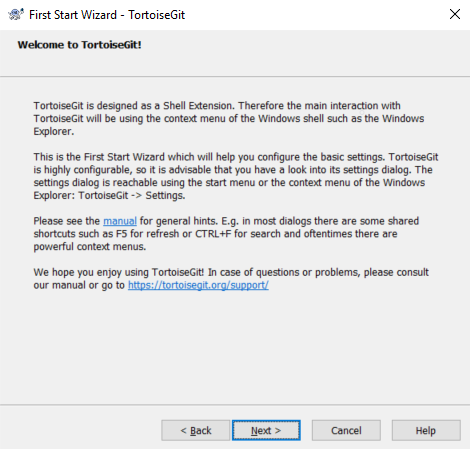 First Start Wizard - TortoiseGit
Welcome to TortoiseGit!
TortoiseGit is designed as a Shell Extension. Therefore the main interaction with
TortoiseGit will be using the context menu of the Windows shell such as the Windows
Explorer.
This is the First Start Wizard which will help you configure the basic settings. TortoiseGit
is highly configurable, so it is advisable that you have a look into its settings dialog. The
settings dialog is reachable using the start menu or the context menu of the Windows
Explorer: TortoiseGit -> Settings.
Please see the manual for general hints. E.g. in most dialogs there are some shared
shortcuts such as F5 for refresh or CTRL+F for search and oftentimes there are
powerful context menus.
We hope you enjoy using TortoiseGit! In case of questions or problems, please consult
our manual or go to https://tortoisegit.org/support/
< Back Next > Cancel Help